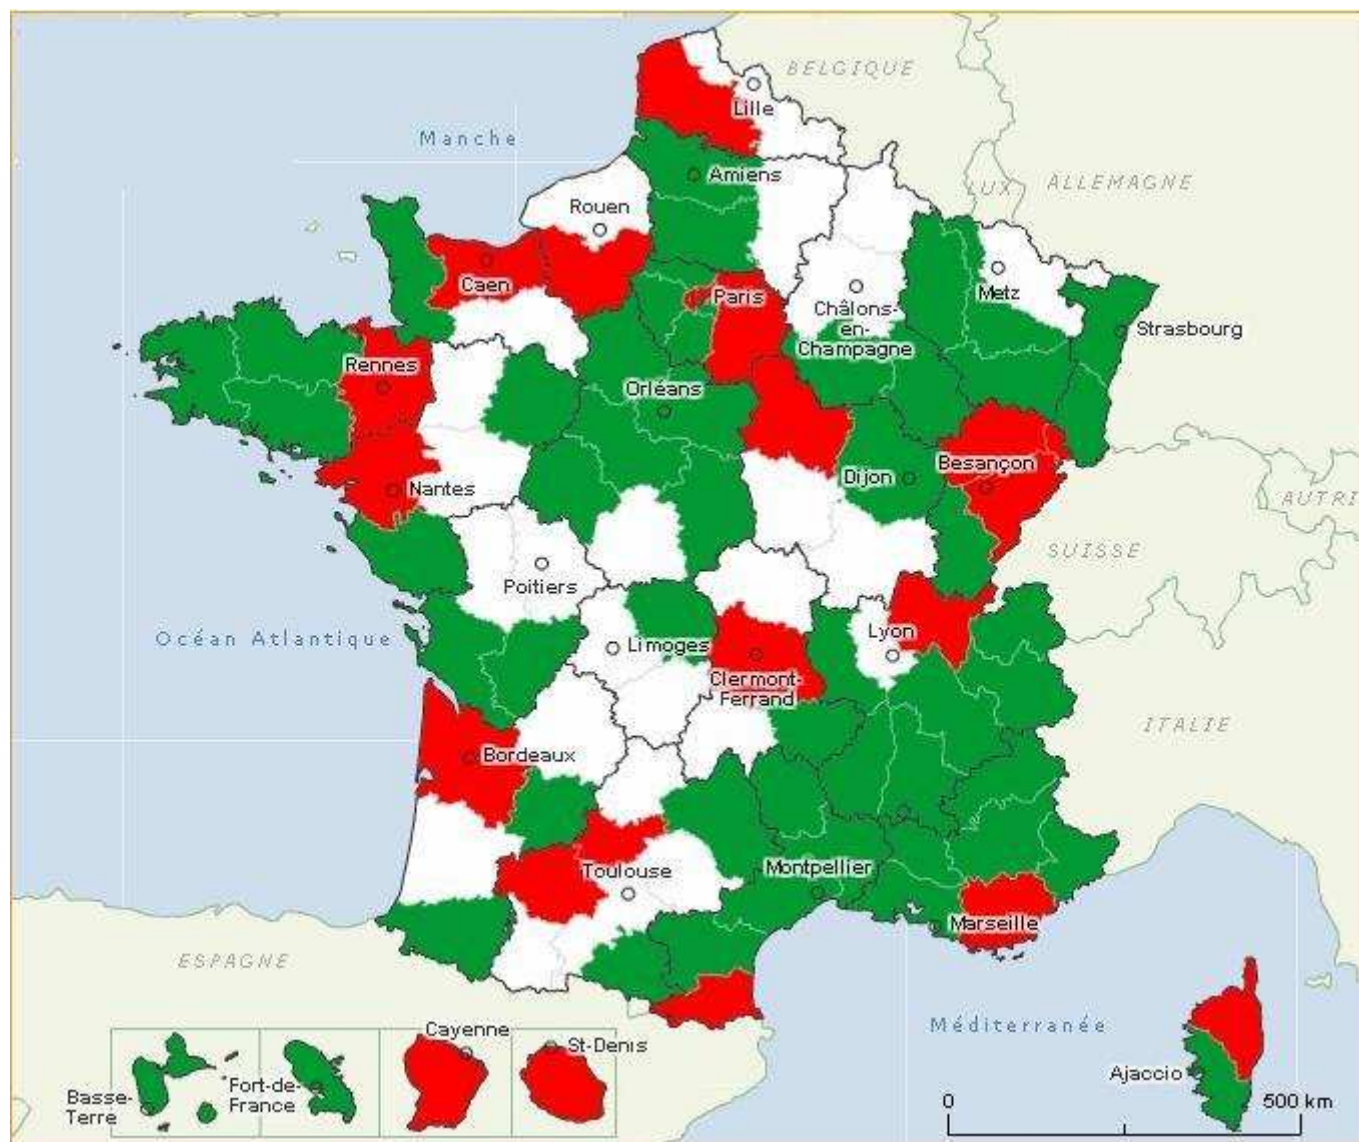 BELGIQUE
Lille
Manche
Amiens
LUX
ALLEMAGNE
Rouen
Caen
Paris
Metz
Châlons-
en-
Champagne
Strasbourg
Rennes
Orléans
Besançon
Dijon
Nantes
AUTRI
SUISSE
Poitiers
Océan Atlantique
Limoges
Lyon
Clermont-
Ferrand
ITALIE
Bordeaux
Toulouse
Montpellier
Marseille
ESPAGNE
Méditerranée
Cayenne
St-Denis
Ajaccio
Basse-
Terre
Fort-de-
France
0
500 km